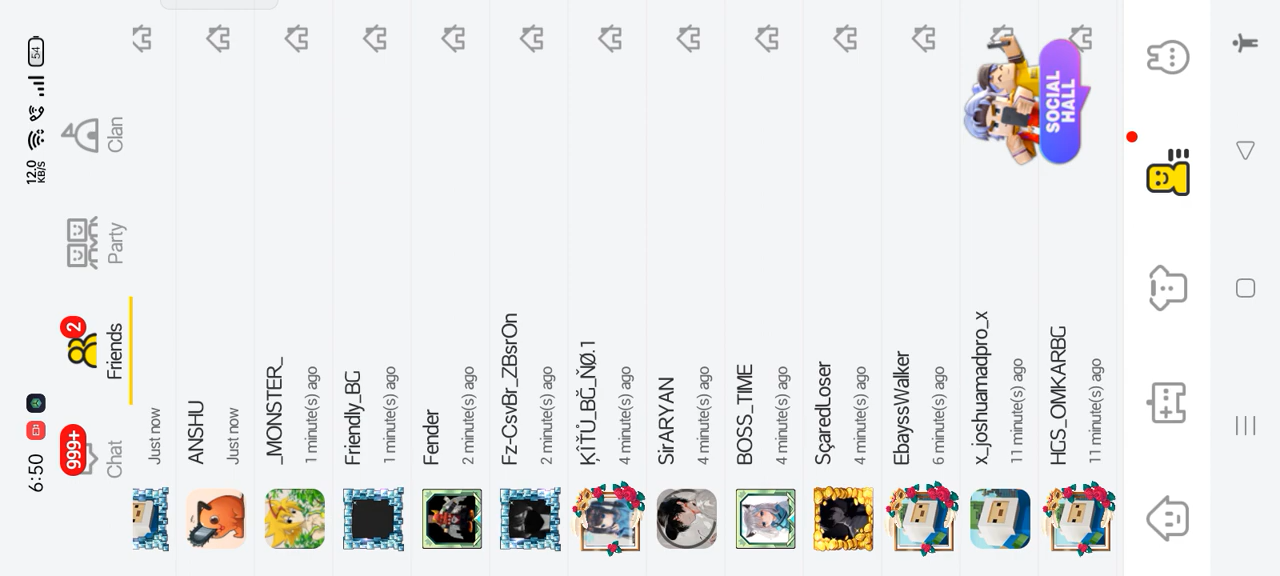 6:50
12.0
KB/S
54
999+
Chat
2
Friends
Party
Clan
Just now
ANSHU
Just now
_MONSTER_
1 minute(s) ago
Friendly_BG
1 minute(s) ago
Fender
2 minute(s) ago
Fz-CsvBr_ZBsrOn
2 minute(s) ago
ĶÍŤŮ_BĞ_ŇØ.1
4 minute(s) ago
SirARYAN
4 minute(s) ago
BOSS_TIME
4 minute(s) ago
SçaredLoser
4 minute(s) ago
EbayssWalker
6 minute(s) ago
x_joshuamadpro_x
11 minute(s) ago
HGS_OMKARBG
11 minute(s) ago
SOCIAL
HALL